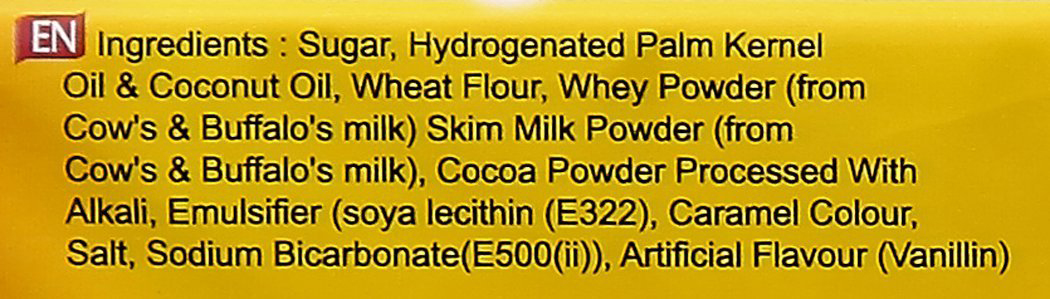 EN Ingredients : Sugar, Hydrogenated Palm Kernel
Oil & Coconut Oil, Wheat Flour, Whey Powder (from
Cow's & Buffalo's milk) Skim Milk Powder (from
Cow's & Buffalo's milk), Cocoa Powder Processed With
Alkali, Emulsifier (soya lecithin (E322), Caramel Colour,
Salt, Sodium Bicarbonate(E500(ii)), Artificial Flavour (Vanillin)